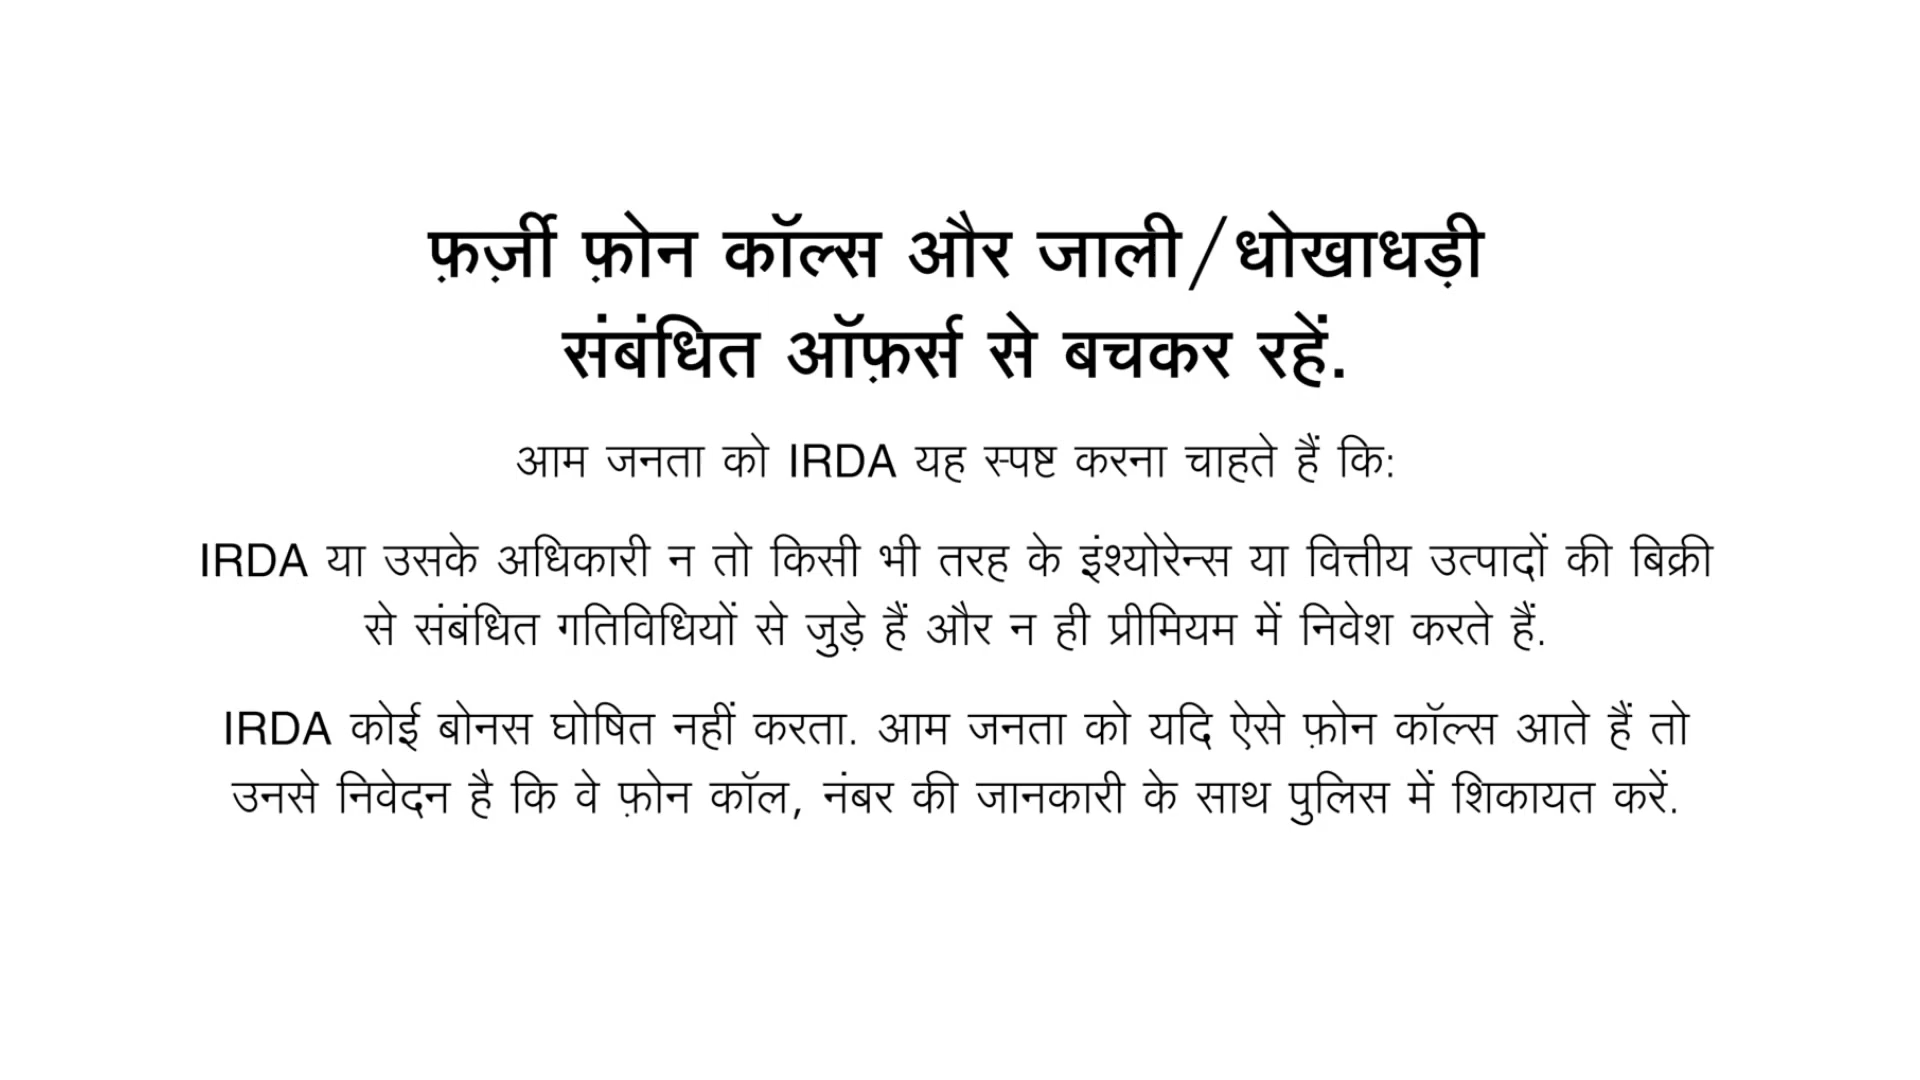 फ़र्ज़ी फ़ोन कॉल्स और जाली/धोखाधड़ी
संबंधित ऑफ़र्स से बचकर रहें.
आम जनता को IRDA यह स्पष्ट करना चाहते हैं कि:
IRDA या उसके अधिकारी न तो किसी भी तरह के इंश्योरेन्स या वित्तीय उत्पादों की बिक्री
से संबंधित गतिविधियों से जुड़े हैं और न ही प्रीमियम में निवेश करते हैं.
IRDA कोई बोनस घोषित नहीं करता. आम जनता को यदि ऐसे फ़ोन कॉल्स आते हैं तो
उनसे निवेदन है कि वे फ़ोन कॉल, नंबर की जानकारी के साथ पुलिस में शिकायत करें.